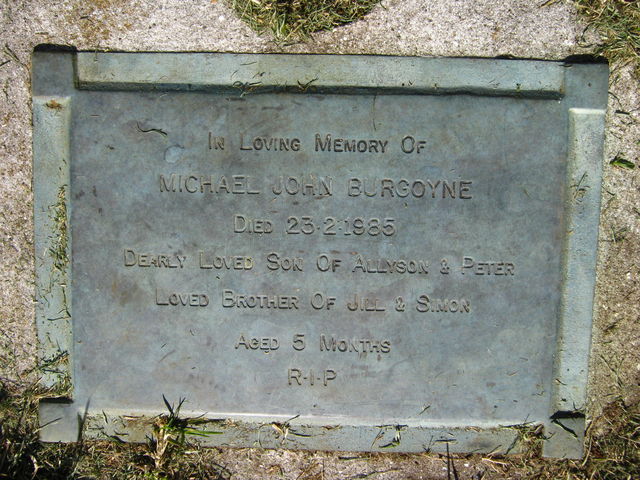 In Loving Memory Of
MICHAEL JOHN BURGOYNE
Died 23·2·1985
Dearly Loved Son Of Allyson & Peter
Loved Brother Of Jill & Simon
Aged 5 Months
R·I·P